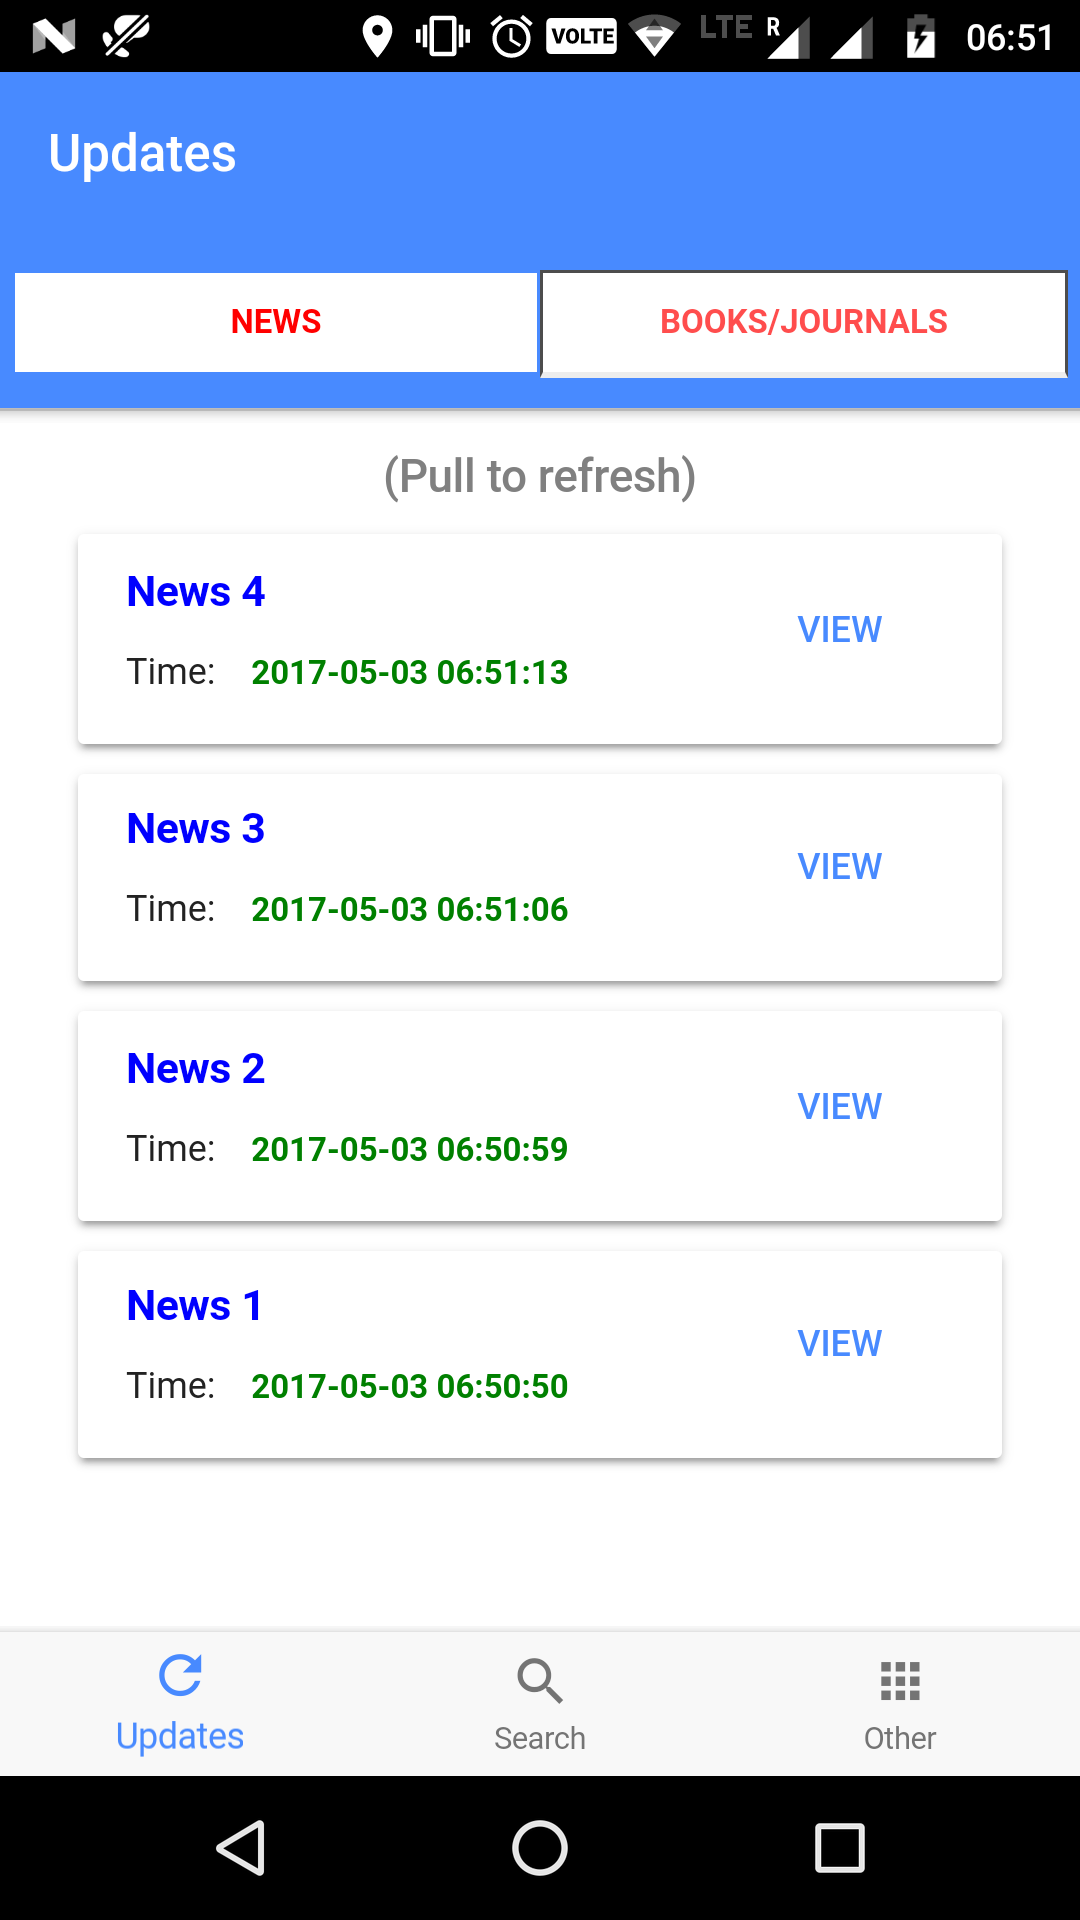 VOLTE LTE R 06:51
Updates
NEWS BOOKS/JOURNALS
(Pull to refresh)
News 4
VIEW
Time: 2017-05-03 06:51:13
News 3
VIEW
Time: 2017-05-03 06:51:06
News 2
VIEW
Time: 2017-05-03 06:50:59
News 1
VIEW
Time: 2017-05-03 06:50:50
Updates Search Other